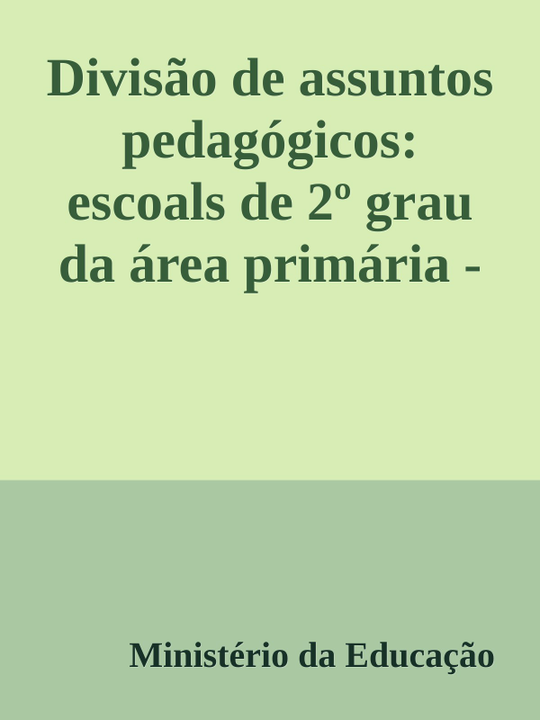 Divisão de assuntos
pedagógicos:
escoals de 2º grau
da área primária -
Ministério da Educação